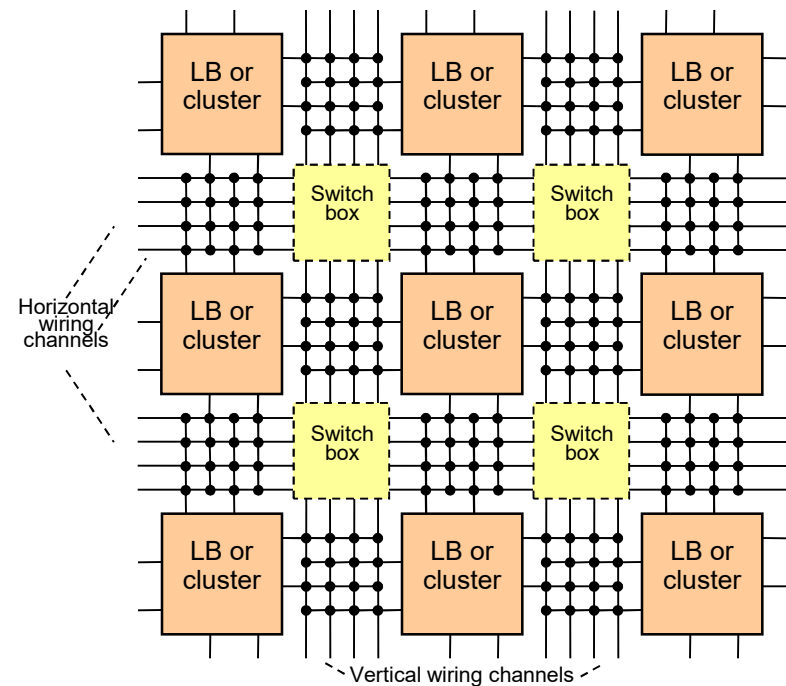 LB or
cluster
LB or
cluster
LB or
cluster
Switch
box
Switch
box
Horizontal
wiring
channels
LB or
cluster
LB or
cluster
LB or
cluster
Switch
box
Switch
box
LB or
cluster
LB or
cluster
LB or
cluster
Vertical wiring channels